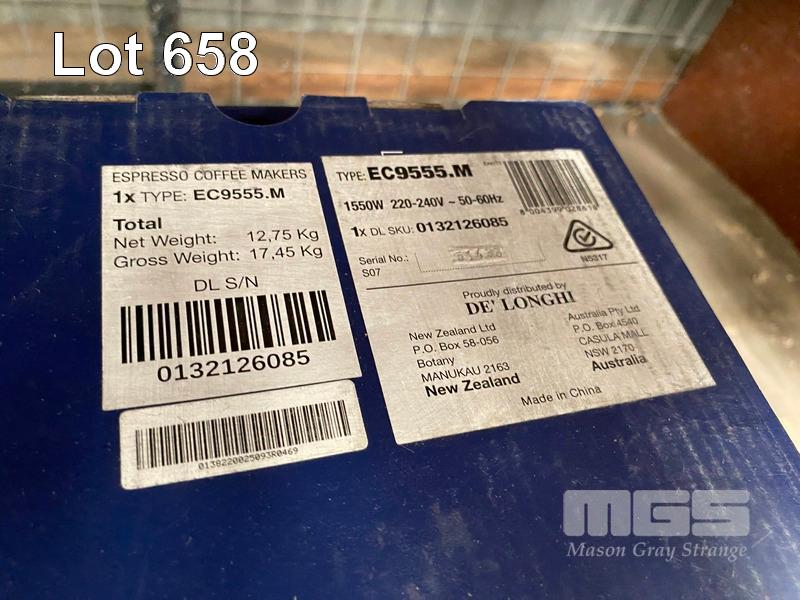 Lot 658
ESPRESSO COFFEE MAKERS
1x TYPE: EC9555.M
Total
Net Weight: 12,75 Kg
Gross Weight: 17,45 Kg
DL S/N
0132126085
0138220025093R0469
TYPE: EC9555.M
1550W 220-240V ~ 50-60Hz
8004399028616
1x DL SKU: 0132126085
Serial No.:
S07
N5317
Proudly distributed by
DE' LONGHI
New Zealand Ltd
P.O. Box 58-056
Botany
MANUKAU 2163
New Zealand
Australia Pty Ltd
P.O. Box 4540
CASULA MALL
NSW 2170
Australia
Made in China
MGS
Mason Gray Strange